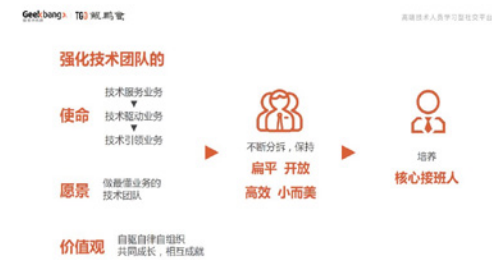 Geekbang>
TGO 鲲鹏会
高端技术人员学习型社交平台
强化技术团队的
使命
技术服务业务
技术驱动业务
技术引领业务
愿景
做最懂业务的
技术团队
价值观
自驱自律自组织
共同成长，相互成就
不断分拆，保持
扁平 开放
高效 小而美
培养
核心接班人